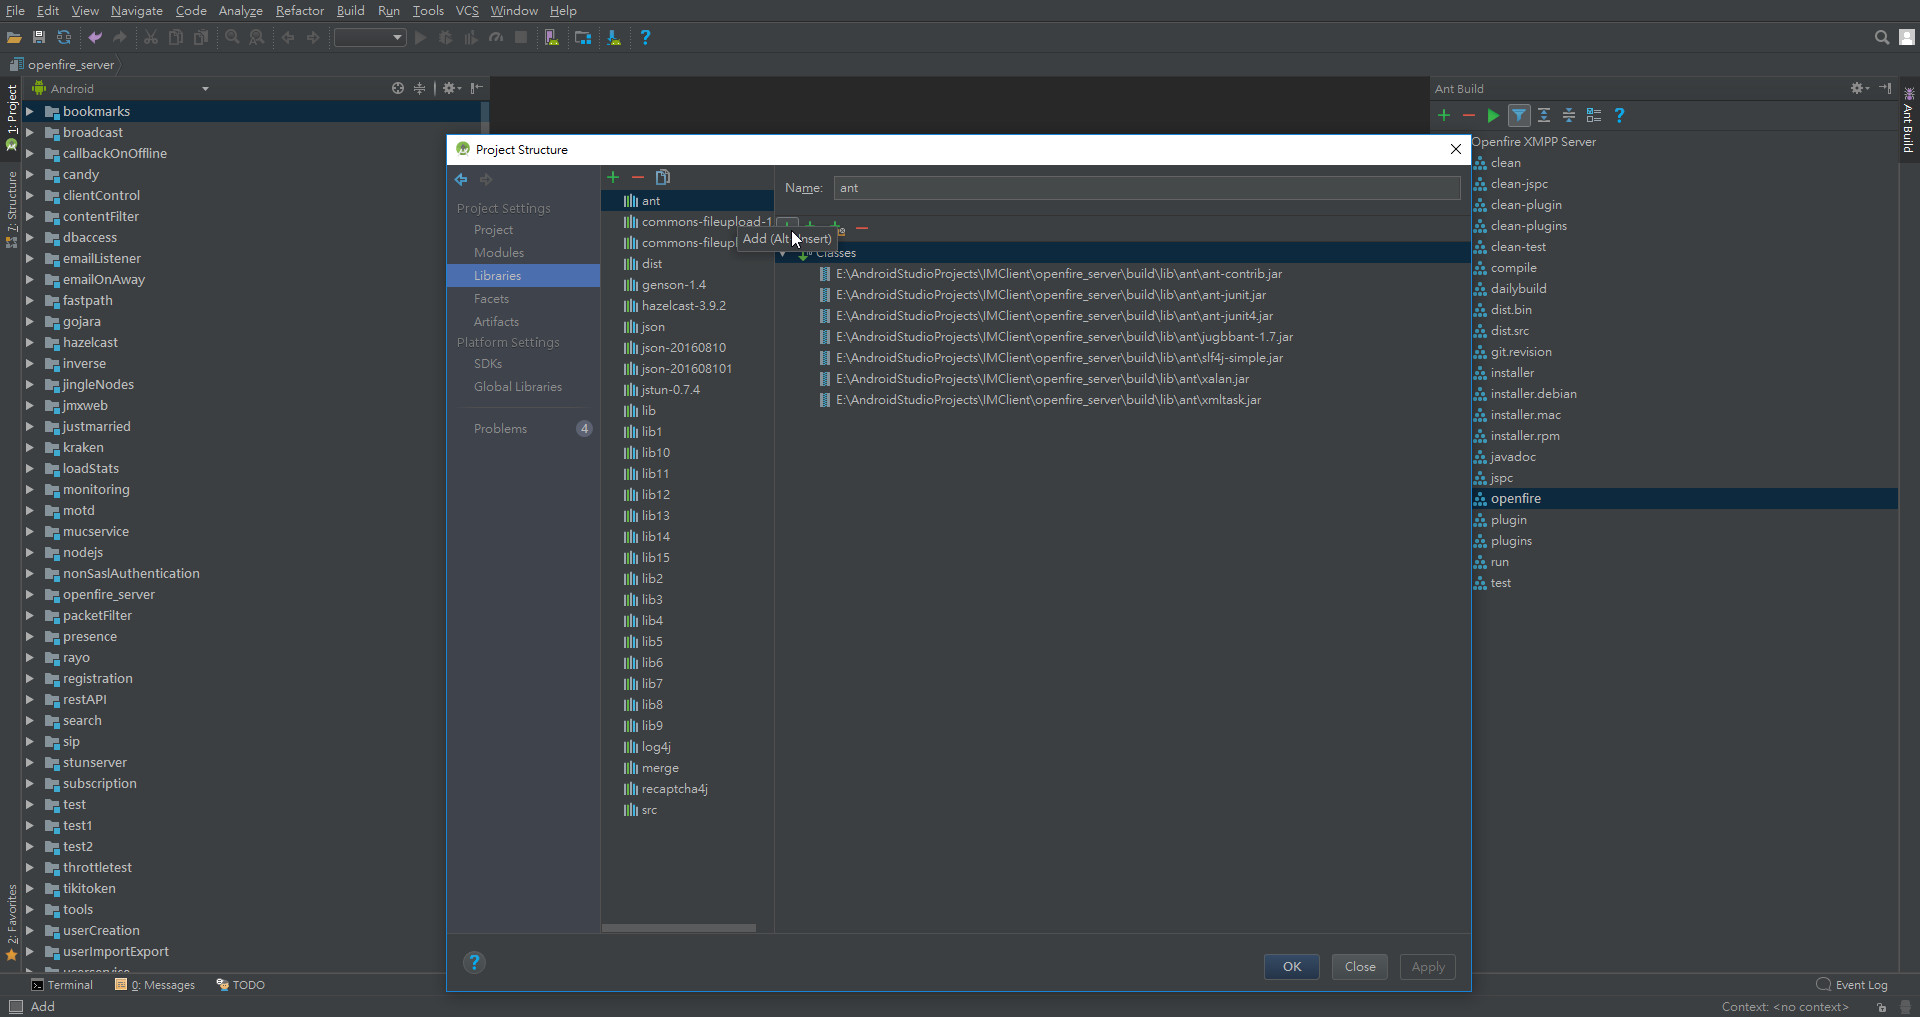 File Edit View Navigate Code Analyze Refactor Build Run Tools VCS Window Help
openfire_server
1: Project
7: Structure
2: Favorites
Android
bookmarks
broadcast
callbackOnOffline
candy
clientControl
contentFilter
dbaccess
emailListener
emailOnAway
fastpath
gojara
hazelcast
inverse
jingleNodes
jmxweb
justmarried
kraken
loadStats
monitoring
motd
mucservice
nodejs
nonSaslAuthentication
openfire_server
packetFilter
presence
rayo
registration
restAPI
search
sip
stunserver
subscription
test
test1
test2
throttletest
tikitoken
tools
userCreation
userImportExport
userservice
Project Structure
Project Settings
Project
Modules
Libraries
Facets
Artifacts
Platform Settings
SDKs
Global Libraries
Problems 4
ant
commons-fileupload-1
commons-fileupl
dist
genson-1.4
hazelcast-3.9.2
json
json-20160810
json-201608101
jstun-0.7.4
lib
lib1
lib10
lib11
lib12
lib13
lib14
lib15
lib2
lib3
lib4
lib5
lib6
lib7
lib8
lib9
log4j
merge
recaptcha4j
src
Name: ant
Add (Alt+Insert)
Classes
E:\AndroidStudioProjects\IMClient\openfire_server\build\lib\ant\ant-contrib.jar
E:\AndroidStudioProjects\IMClient\openfire_server\build\lib\ant\ant-junit.jar
E:\AndroidStudioProjects\IMClient\openfire_server\build\lib\ant\ant-junit4.jar
E:\AndroidStudioProjects\IMClient\openfire_server\build\lib\ant\jugbbant-1.7.jar
E:\AndroidStudioProjects\IMClient\openfire_server\build\lib\ant\slf4j-simple.jar
E:\AndroidStudioProjects\IMClient\openfire_server\build\lib\ant\xalan.jar
E:\AndroidStudioProjects\IMClient\openfire_server\build\lib\ant\xmltask.jar
OK Close Apply
Ant Build
Openfire XMPP Server
clean
clean-jspc
clean-plugin
clean-plugins
clean-test
compile
dailybuild
dist.bin
dist.src
git.revision
installer
installer.debian
installer.mac
installer.rpm
javadoc
jspc
openfire
plugin
plugins
run
test
Ant Build
Terminal 0: Messages TODO Event Log
Add Context: <no context>